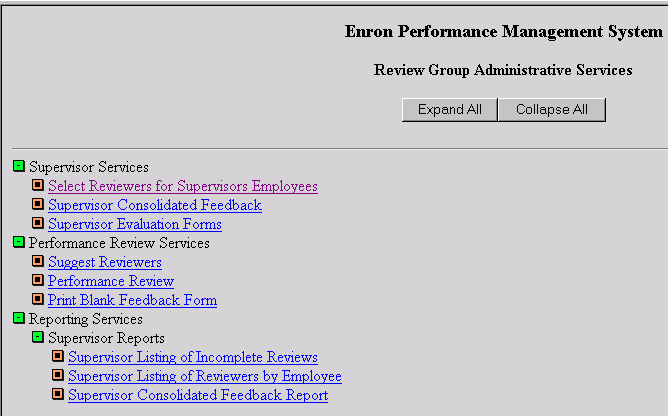 Enron Performance Management System
Review Group Administrative Services
Expand All Collapse All
Supervisor Services
Select Reviewers for Supervisors Employees
Supervisor Consolidated Feedback
Supervisor Evaluation Forms
Performance Review Services
Suggest Reviewers
Performance Review
Print Blank Feedback Form
Reporting Services
Supervisor Reports
Supervisor Listing of Incomplete Reviews
Supervisor Listing of Reviewers by Employee
Supervisor Consolidated Feedback Report